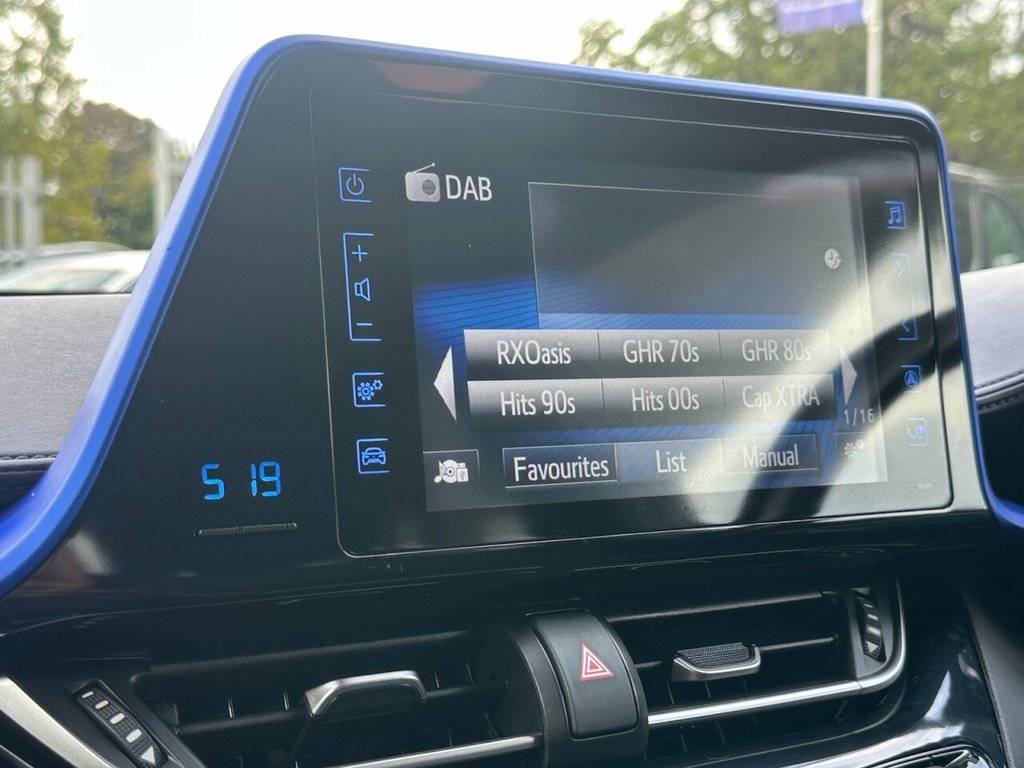 DAB
RXOasis GHR 70s GHR 80s
Hits 90s Hits 00s Cap XTRA
1/16
Favourites List Manual
5 19